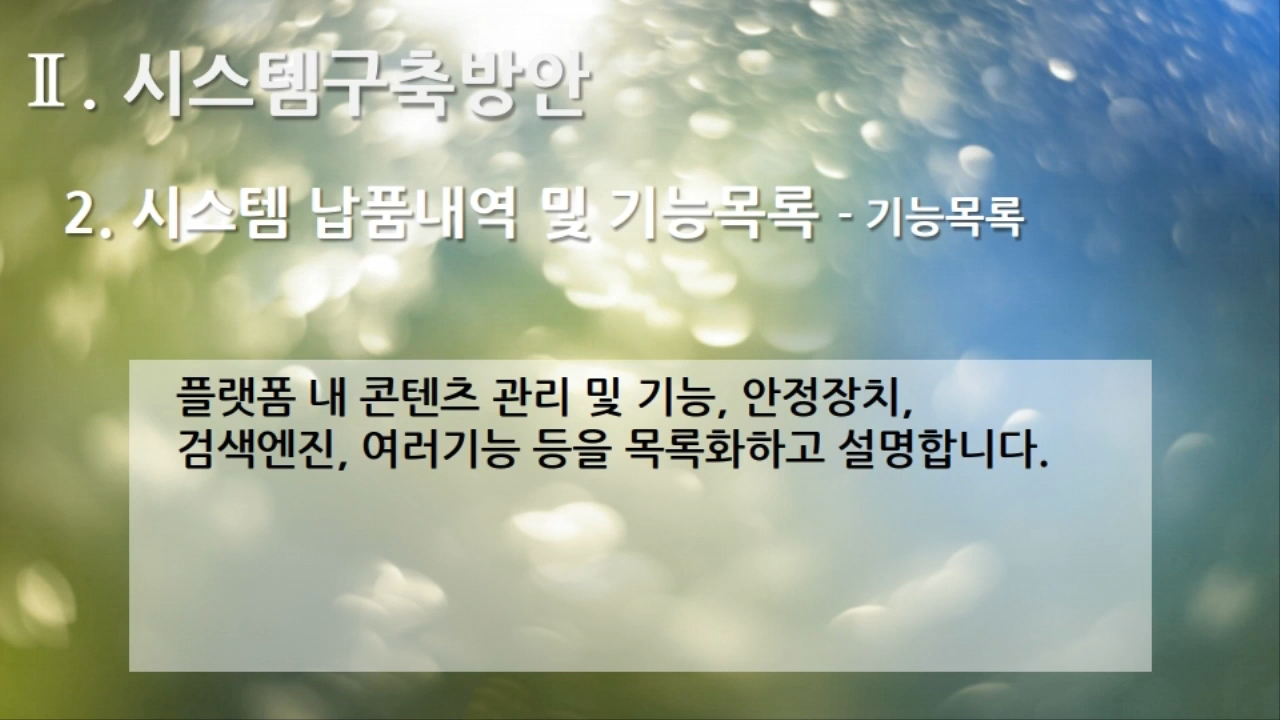 Ⅱ. 시스템구축방안
2. 시스템 납품내역 및 기능목록 - 기능목록
플랫폼 내 콘텐츠 관리 및 기능, 안정장치,
검색엔진, 여러기능 등을 목록화하고 설명합니다.